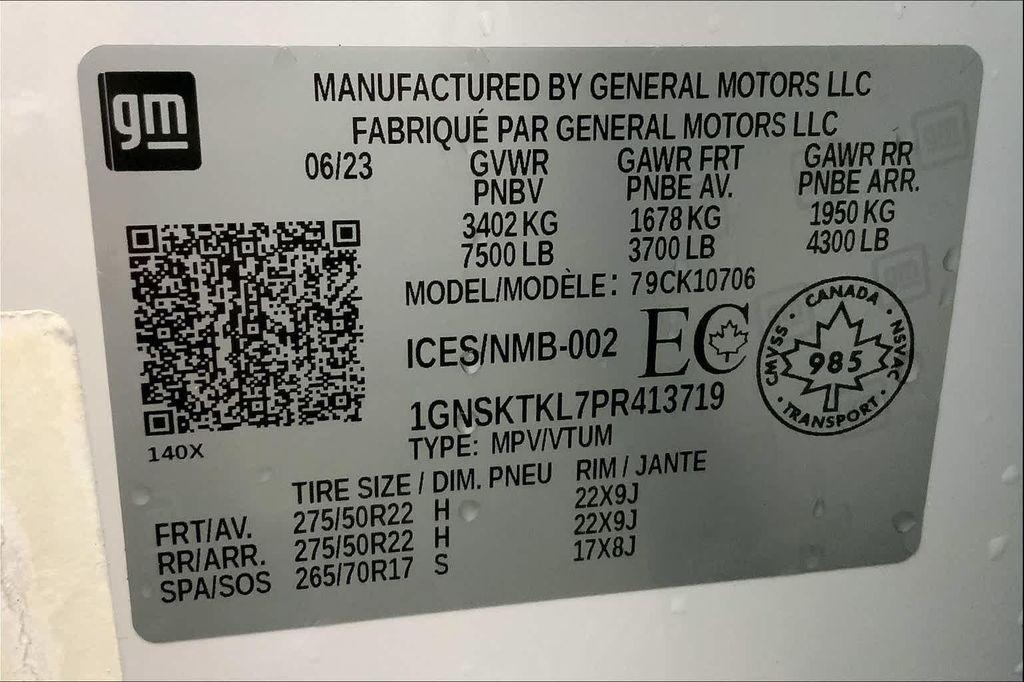 gm
MANUFACTURED BY GENERAL MOTORS LLC
FABRIQUÉ PAR GENERAL MOTORS LLC
06/23 GVWR GAWR FRT GAWR RR
PNBV PNBE AV. PNBE ARR.
3402 KG 1678 KG 1950 KG
7500 LB 3700 LB 4300 LB
MODEL/MODÈLE: 79CK10706
ICES/NMB-002 EC
CANADA
CMVSS 985 NSVAC
TRANSPORT
1GNSKTKL7PR413719
140X
TYPE: MPV/VTUM
TIRE SIZE / DIM. PNEU RIM / JANTE
FRT/AV. 275/50R22 H 22X9J
RR/ARR. 275/50R22 H 22X9J
SPA/SOS 265/70R17 S 17X8J